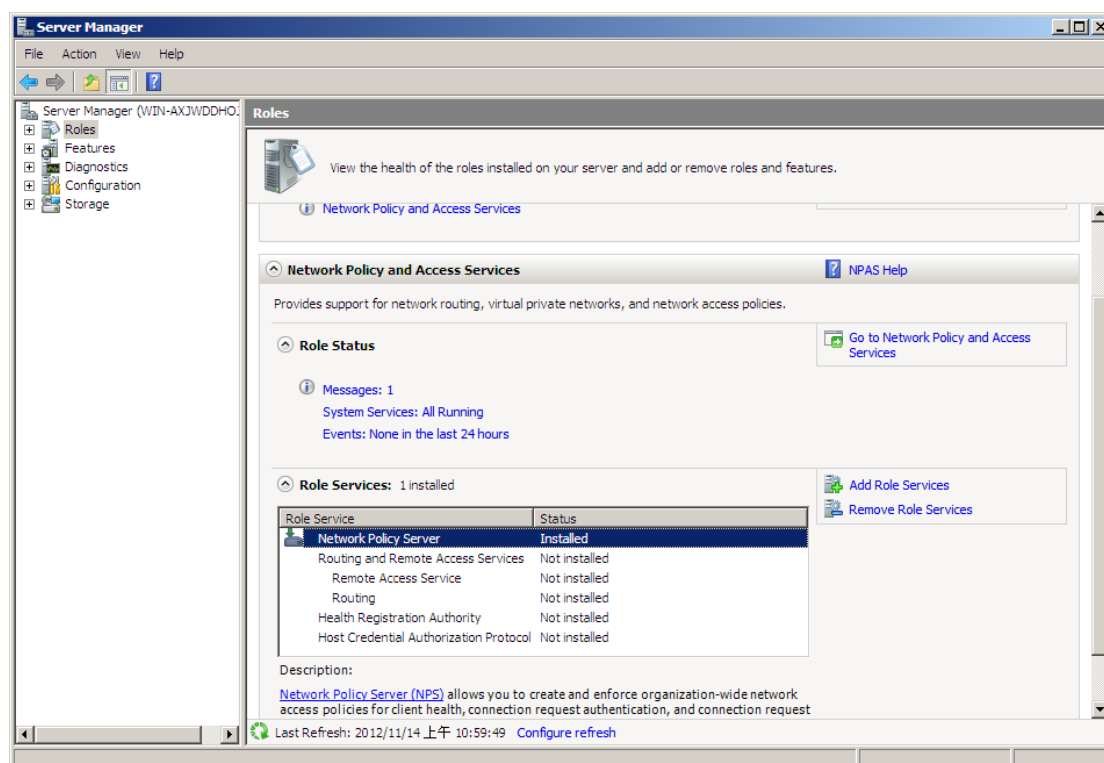 Server Manager
File Action View Help
Server Manager (WIN-AXJWDDHO
Roles
Features
Diagnostics
Configuration
Storage
Roles
View the health of the roles installed on your server and add or remove roles and features.
Network Policy and Access Services
Network Policy and Access Services
NPAS Help
Provides support for network routing, virtual private networks, and network access policies.
Role Status
Go to Network Policy and Access
Services
Messages: 1
System Services: All Running
Events: None in the last 24 hours
Role Services: 1 installed
Add Role Services
Remove Role Services
Role Service Status
Network Policy Server Installed
Routing and Remote Access Services Not installed
Remote Access Service Not installed
Routing Not installed
Health Registration Authority Not installed
Host Credential Authorization Protocol Not installed
Description:
Network Policy Server (NPS) allows you to create and enforce organization-wide network
access policies for client health, connection request authentication, and connection request
Last Refresh: 2012/11/14 上午 10:59:49 Configure refresh